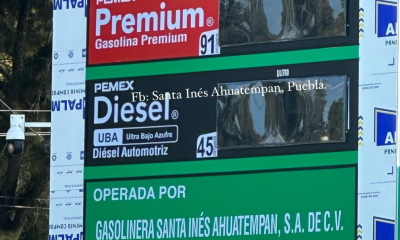 PEMEX
Premium®
Gasolina Premium
91
$/LITRO
PEMEX
Fb: Santa Inés Ahuatempan, Puebla.
Diesel®
UBA Ultra Bajo Azufre
45
Diésel Automotriz
OPERADA POR
GASOLINERA SANTA INÉS AHUATEMPAN, S.A. DE C.V.